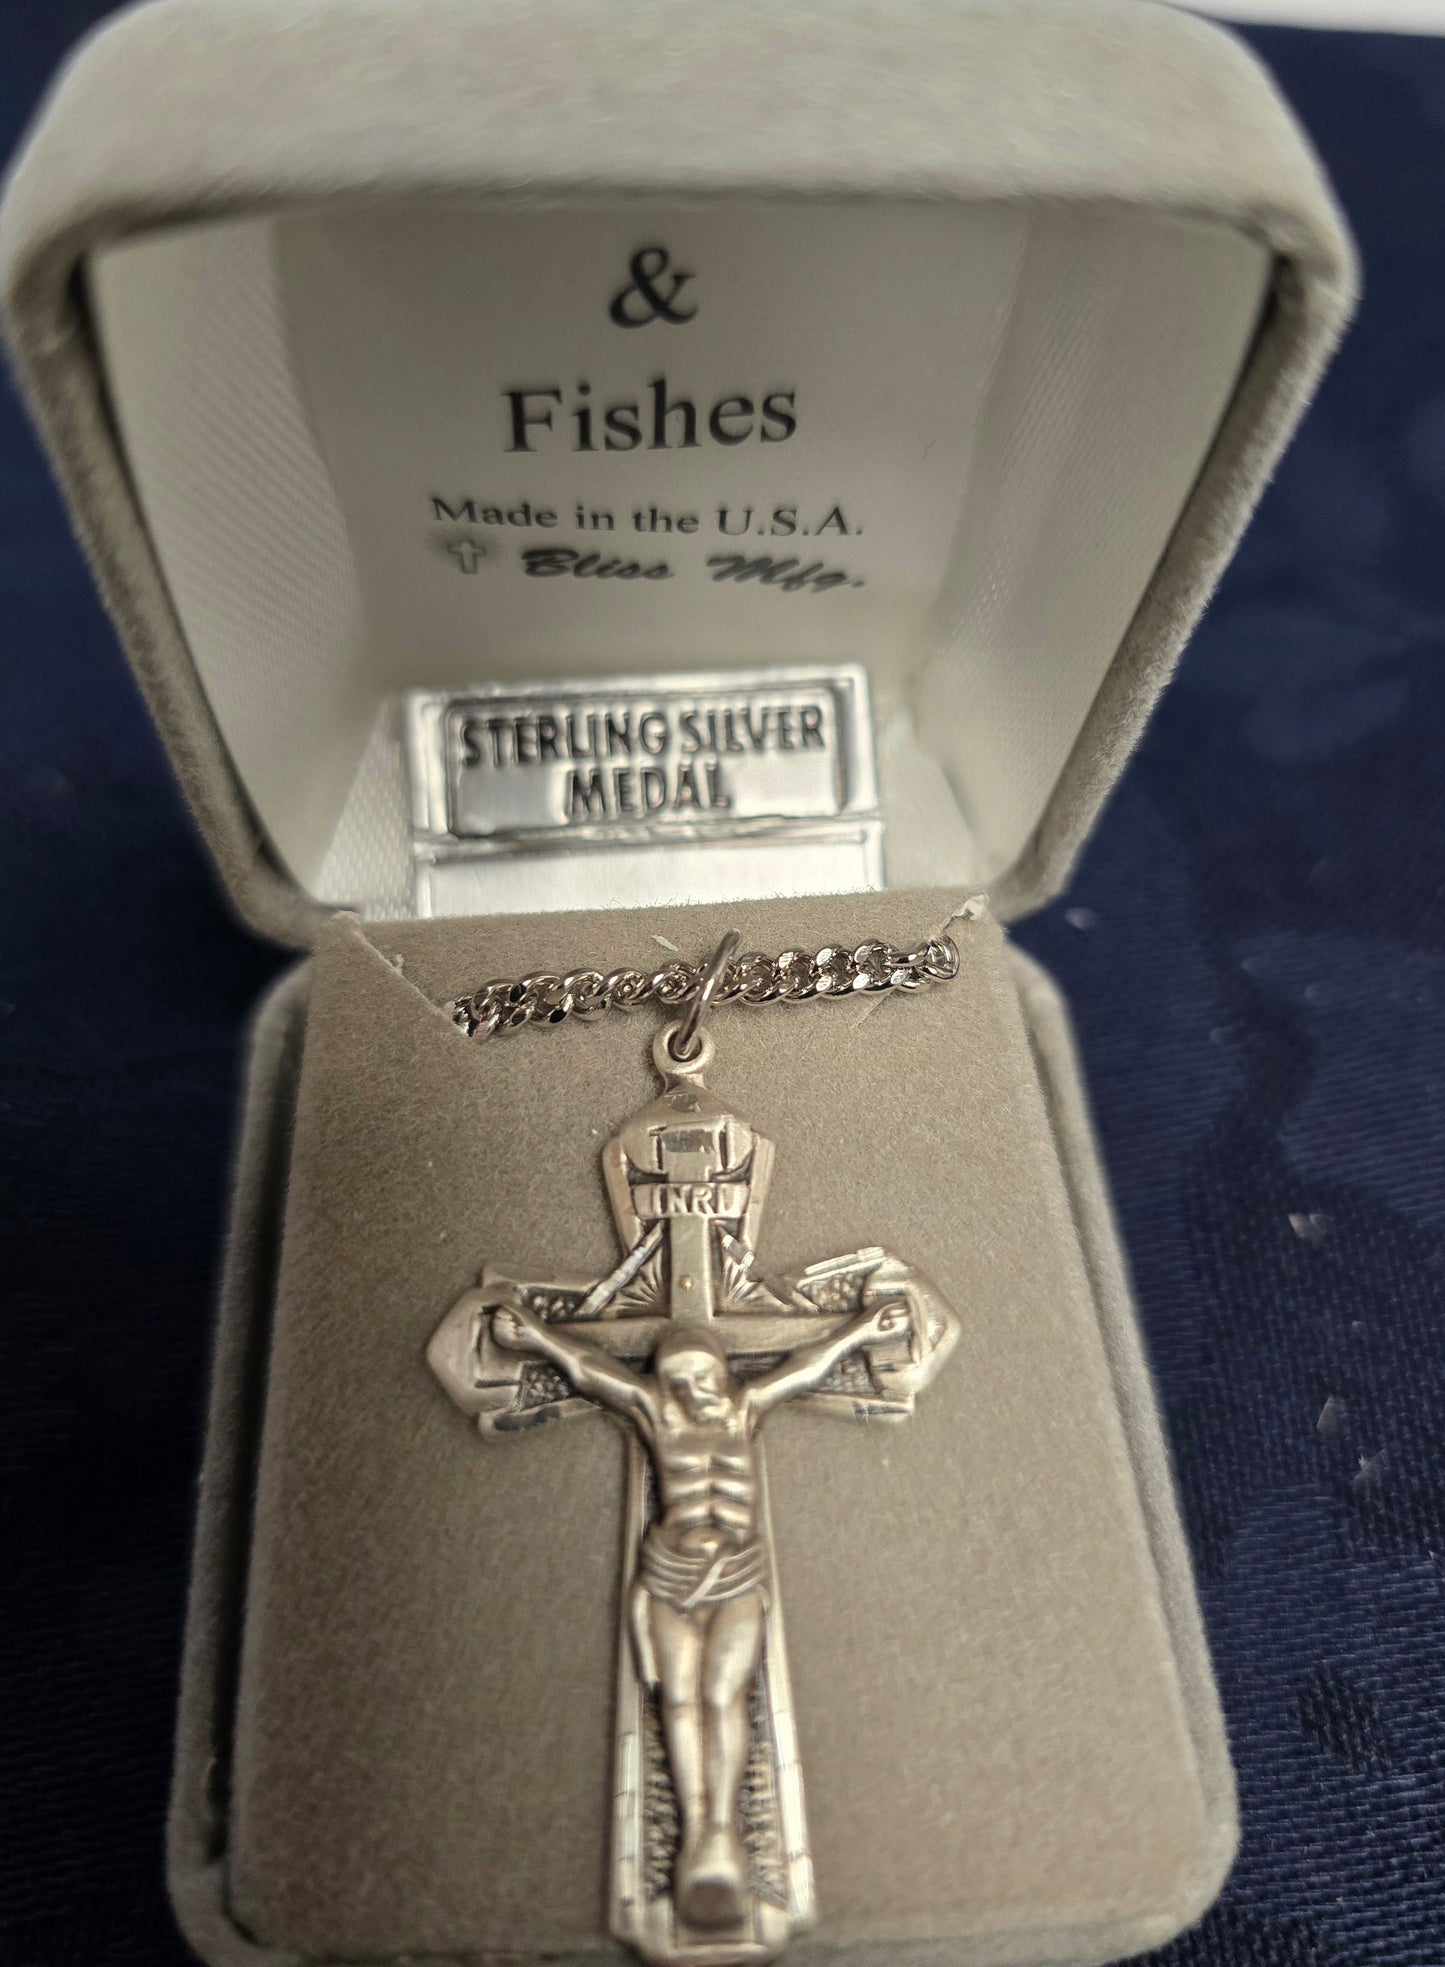 &
Fishes
Made in the U.S.A.
Bliss Mfg.
STERLING SILVER
MEDAL
INRI